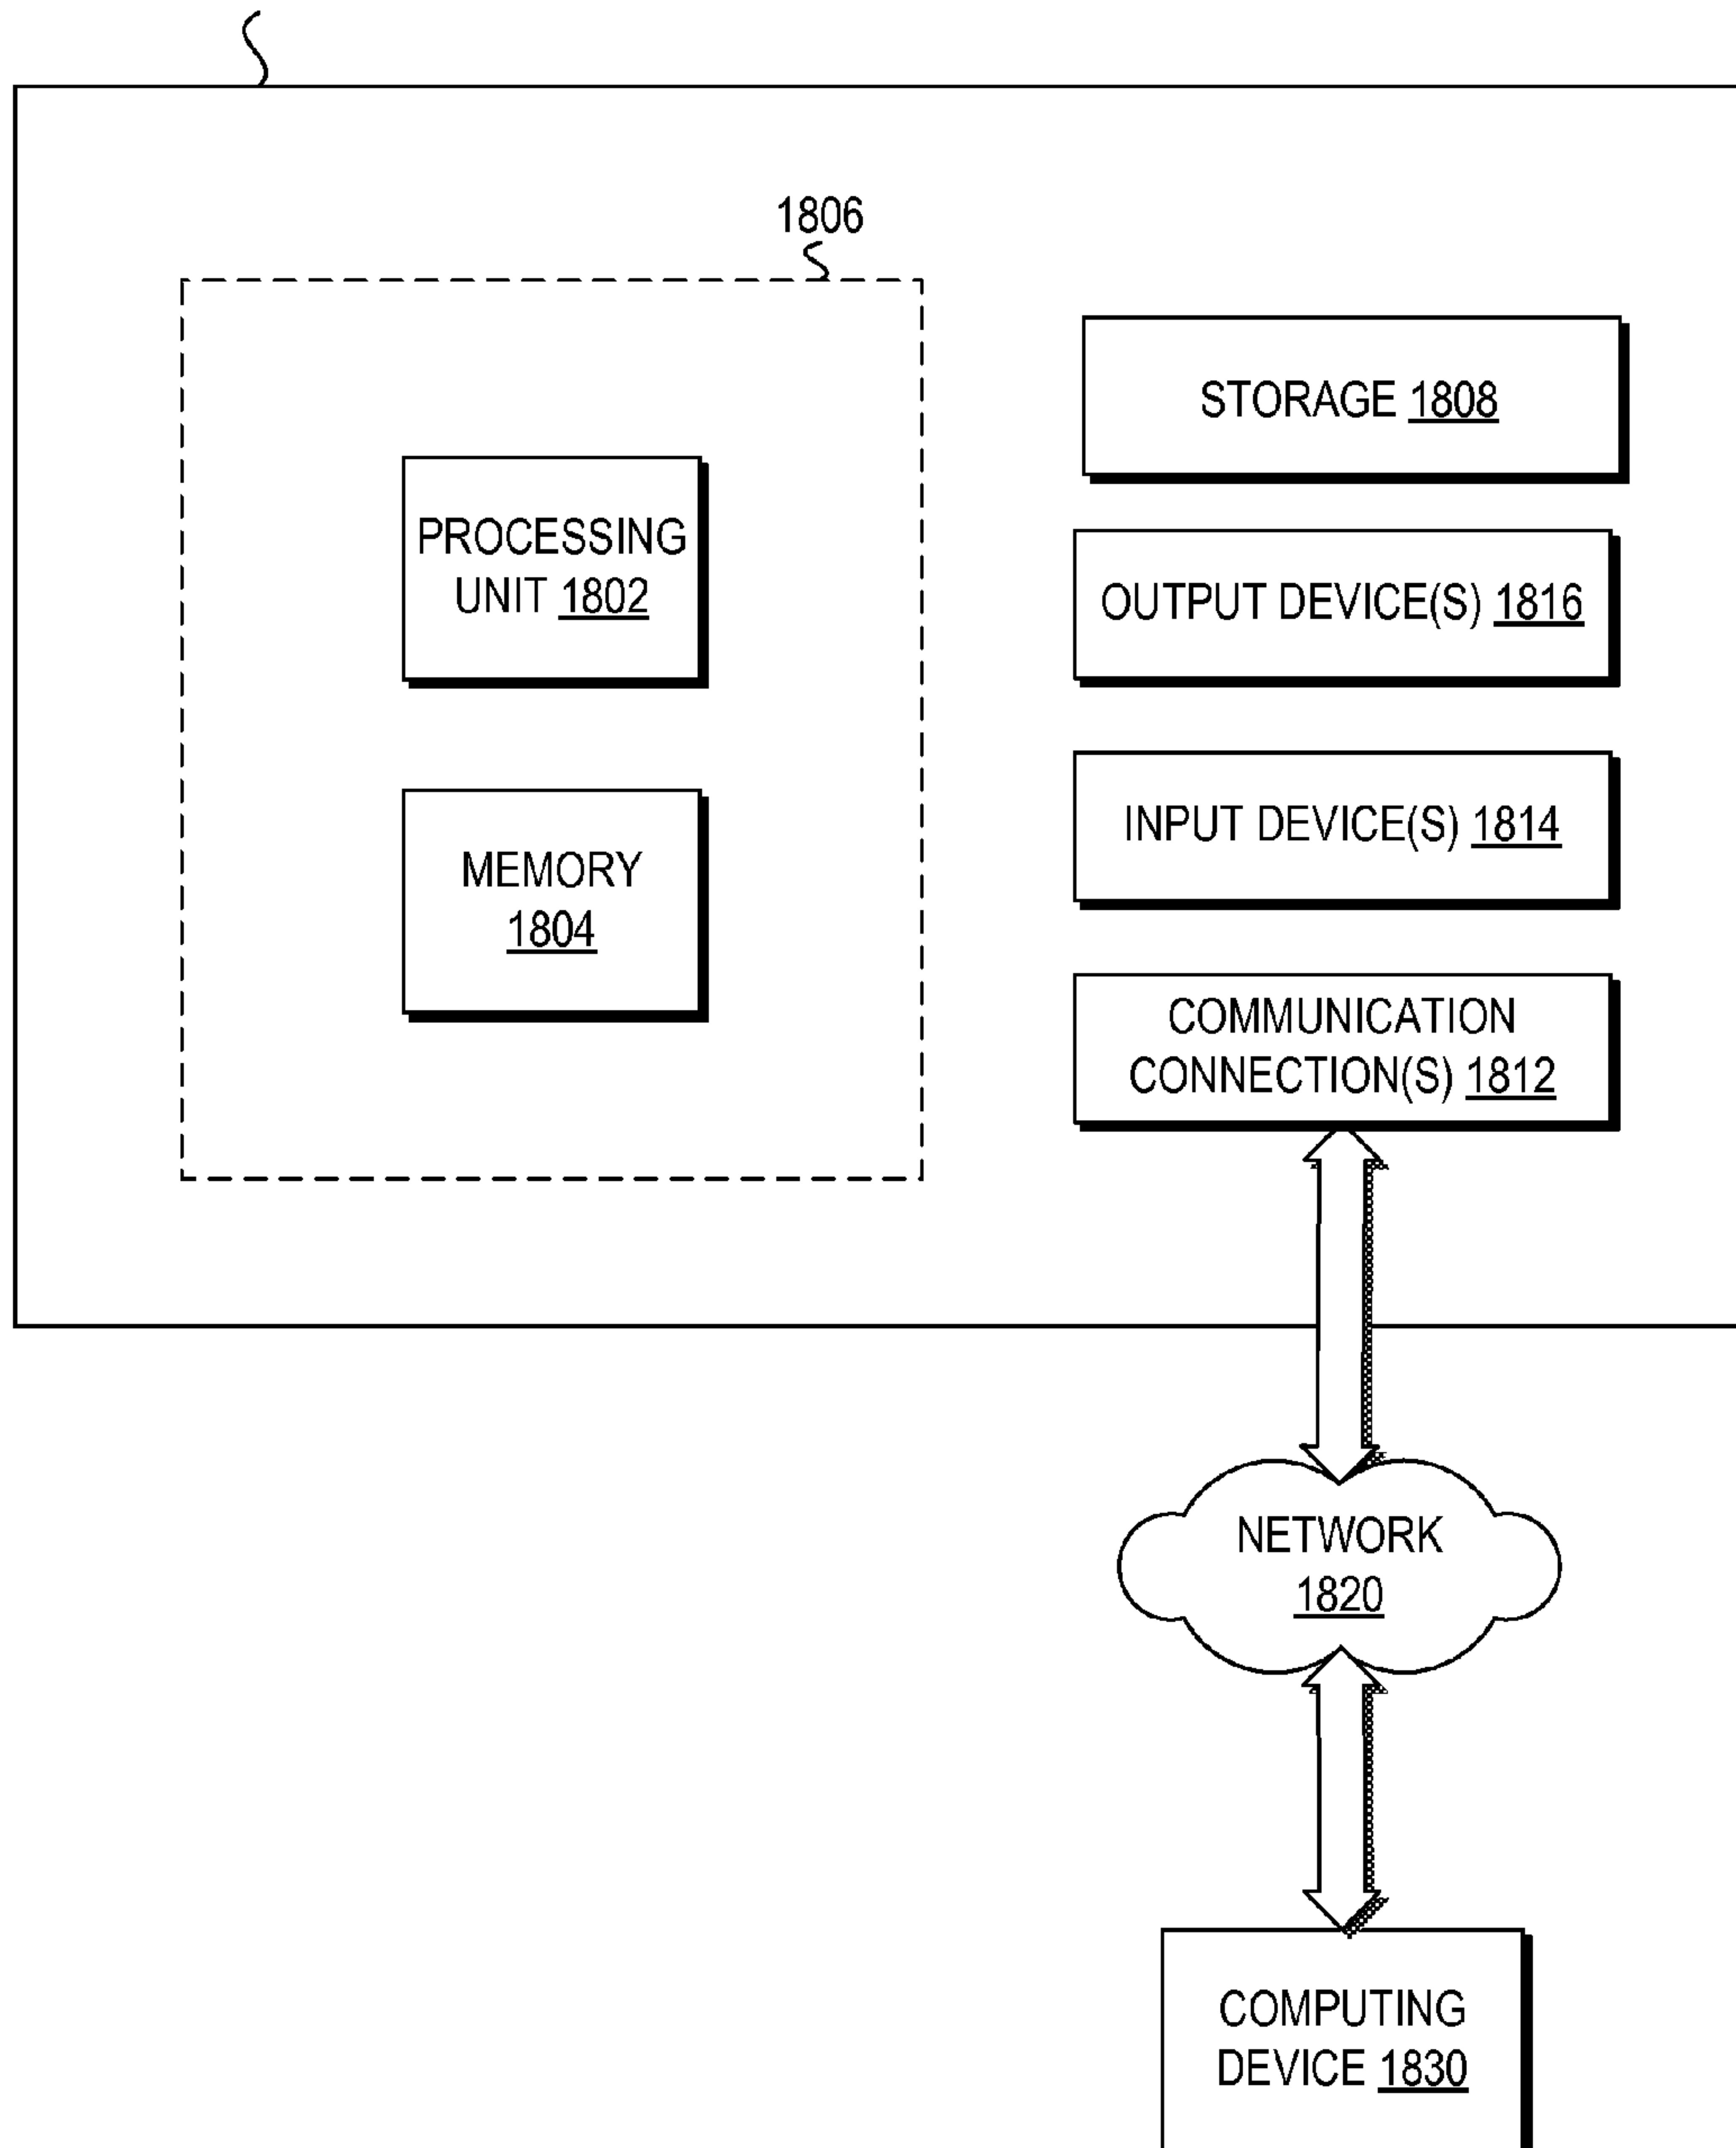 1806
PROCESSING
UNIT 1802
MEMORY
1804
STORAGE 1808
OUTPUT DEVICE(S) 1816
INPUT DEVICE(S) 1814
COMMUNICATION
CONNECTION(S) 1812
NETWORK
1820
COMPUTING
DEVICE 1830